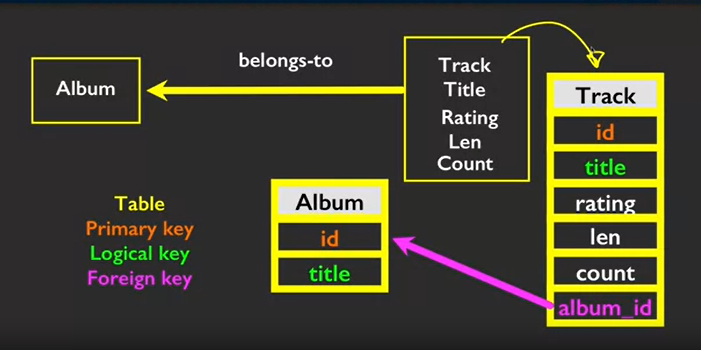 belongs-to
Album
Track
Title
Rating
Len
Count
Track
id
title
rating
len
count
album_id
Album
id
title
Table
Primary key
Logical key
Foreign key